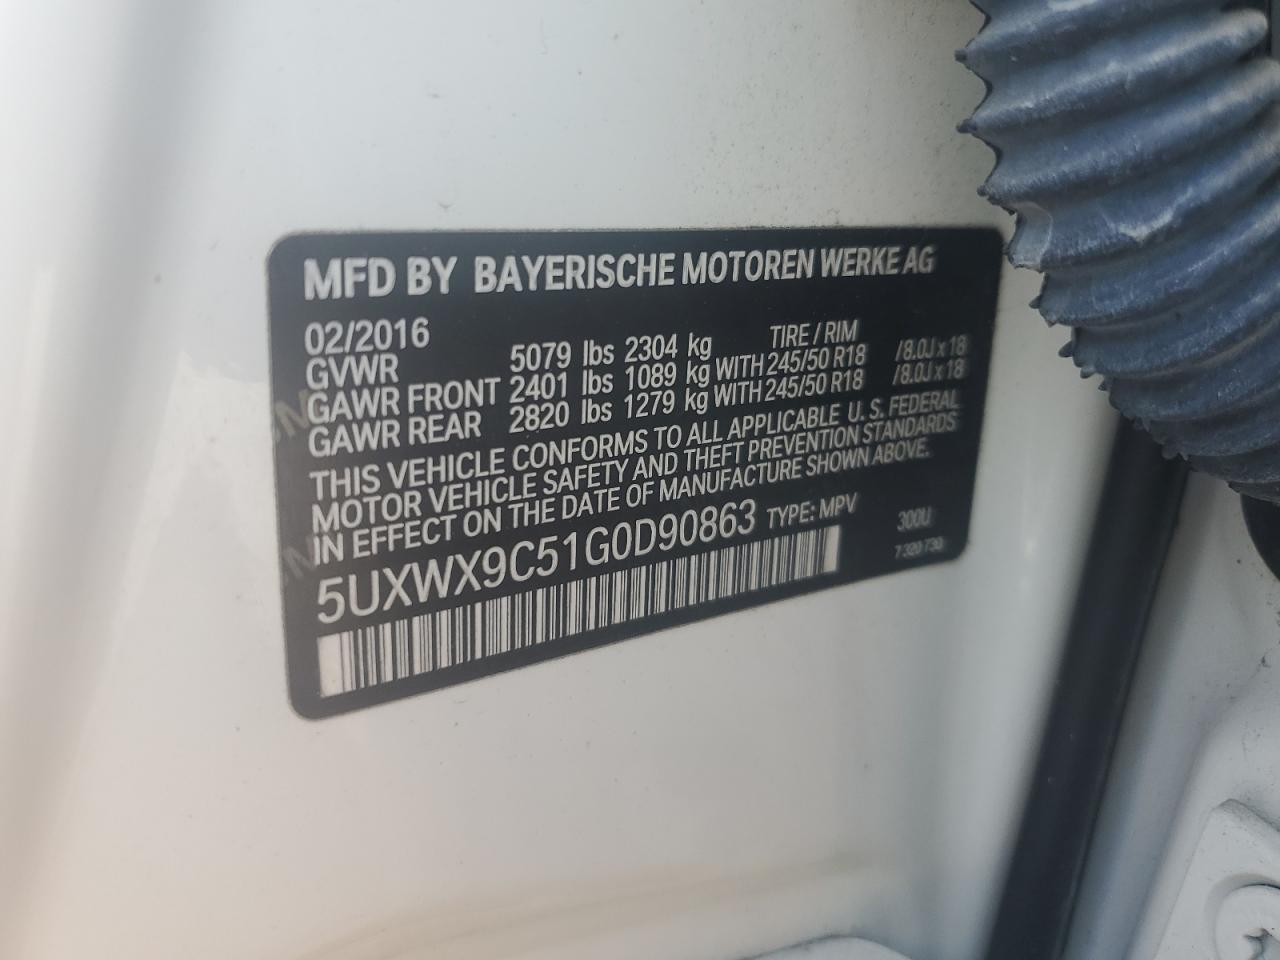 MFD BY BAYERISCHE MOTOREN WERKE AG
02/2016 TIRE / RIM
GVWR 5079 lbs 2304 kg
GAWR FRONT 2401 lbs 1089 kg WITH 245/50 R18 /8.0J x 18
GAWR REAR 2820 lbs 1279 kg WITH 245/50 R18 /8.0J x 18
THIS VEHICLE CONFORMS TO ALL APPLICABLE U. S. FEDERAL
MOTOR VEHICLE SAFETY AND THEFT PREVENTION STANDARDS
IN EFFECT ON THE DATE OF MANUFACTURE SHOWN ABOVE.
5UXWX9C51G0D90863 TYPE: MPV 300U
7 320 730